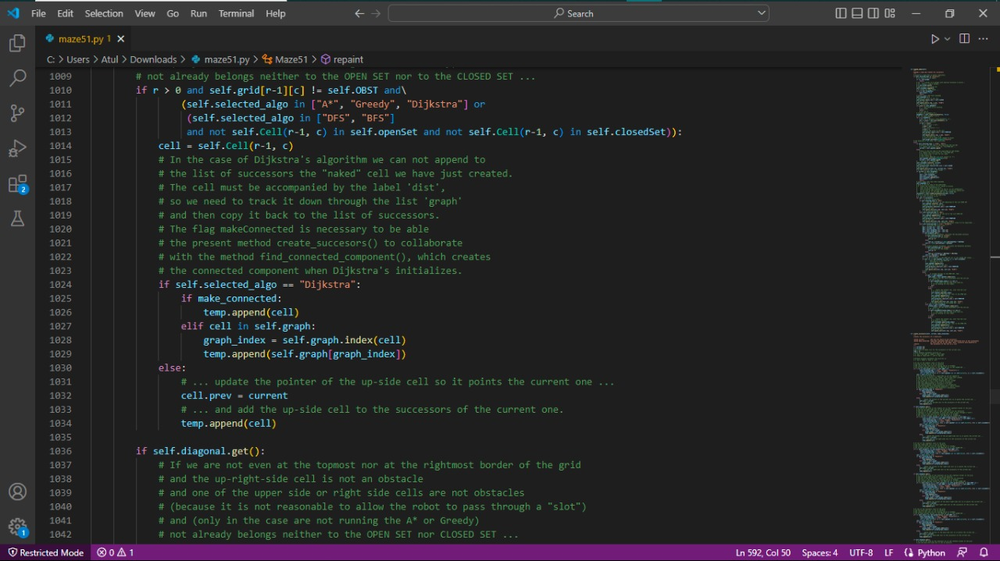 File Edit Selection View Go Run Terminal Help Search
maze51.py 1
C: > Users > Atul > Downloads > maze51.py > Maze51 > repaint
1009 # not already belongs neither to the OPEN SET nor to the CLOSED SET ...
1010 if r > 0 and self.grid[r-1][c] != self.OBST and\
1011 (self.selected_algo in ["A*", "Greedy", "Dijkstra"] or
1012 (self.selected_algo in ["DFS", "BFS"]
1013 and not self.Cell(r-1, c) in self.openSet and not self.Cell(r-1, c) in self.closedSet)):
1014 cell = self.Cell(r-1, c)
1015 # In the case of Dijkstra's algorithm we can not append to
1016 # the list of successors the "naked" cell we have just created.
1017 # The cell must be accompanied by the label 'dist',
1018 # so we need to track it down through the list 'graph'
1019 # and then copy it back to the list of successors.
1020 # The flag makeConnected is necessary to be able
1021 # the present method create_succesors() to collaborate
1022 # with the method find_connected_component(), which creates
1023 # the connected component when Dijkstra's initializes.
1024 if self.selected_algo == "Dijkstra":
1025 if make_connected:
1026 temp.append(cell)
1027 elif cell in self.graph:
1028 graph_index = self.graph.index(cell)
1029 temp.append(self.graph[graph_index])
1030 else:
1031 # ... update the pointer of the up-side cell so it points the current one ...
1032 cell.prev = current
1033 # ... and add the up-side cell to the successors of the current one.
1034 temp.append(cell)
1035
1036 if self.diagonal.get():
1037 # If we are not even at the topmost nor at the rightmost border of the grid
1038 # and the up-right-side cell is not an obstacle
1039 # and one of the upper side or right side cells are not obstacles
1040 # (because it is not reasonable to allow the robot to pass through a "slot")
1041 # and (only in the case are not running the A* or Greedy)
1042 # not already belongs neither to the OPEN SET nor CLOSED SET ...
2
1
Restricted Mode 0 1 Ln 592, Col 50 Spaces: 4 UTF-8 LF Python